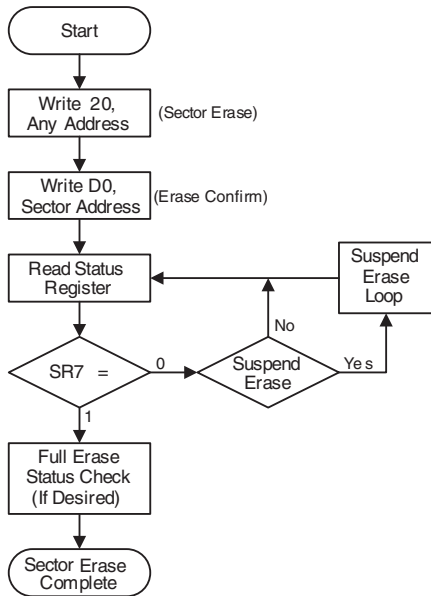 Start
Write 20,
Any Address
(Sector Erase)
Write D0,
Sector Address
(Erase Confirm)
Read Status
Register
Suspend
Erase
Loop
No
SR7 =
0
Suspend
Erase
Yes
1
Full Erase
Status Check
(If Desired)
Sector Erase
Complete